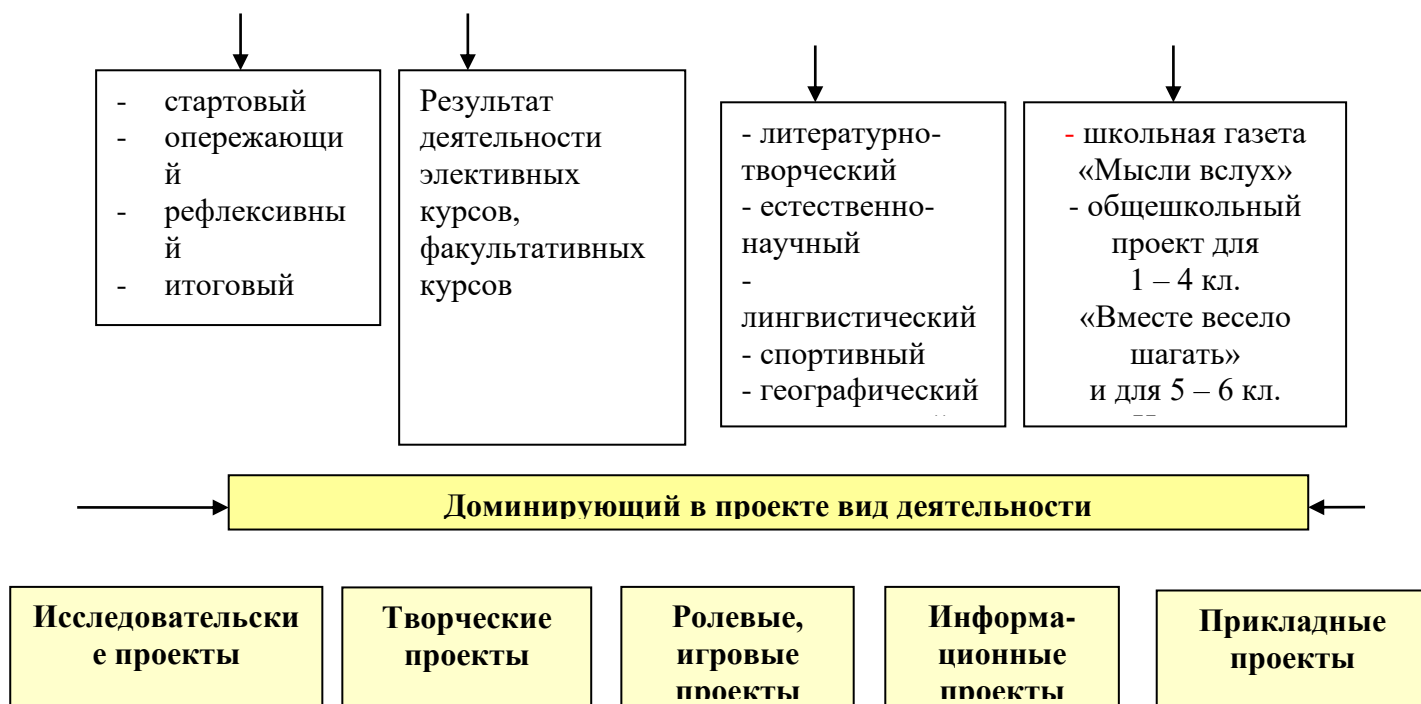 - стартовый
- опережающи
й
- рефлексивны
й
- итоговый
Результат
деятельности
элективных
курсов,
факультативных
курсов
- литературно-
творческий
- естественно-
научный
-
лингвистический
- спортивный
- географический
- школьная газета
«Мысли вслух»
- общешкольный
проект для
1 – 4 кл.
«Вместе весело
шагать»
и для 5 – 6 кл.
Доминирующий в проекте вид деятельности
Исследовательски
е проекты
Творческие
проекты
Ролевые,
игровые
проекты
Информа-
ционные
проекты
Прикладные
проекты